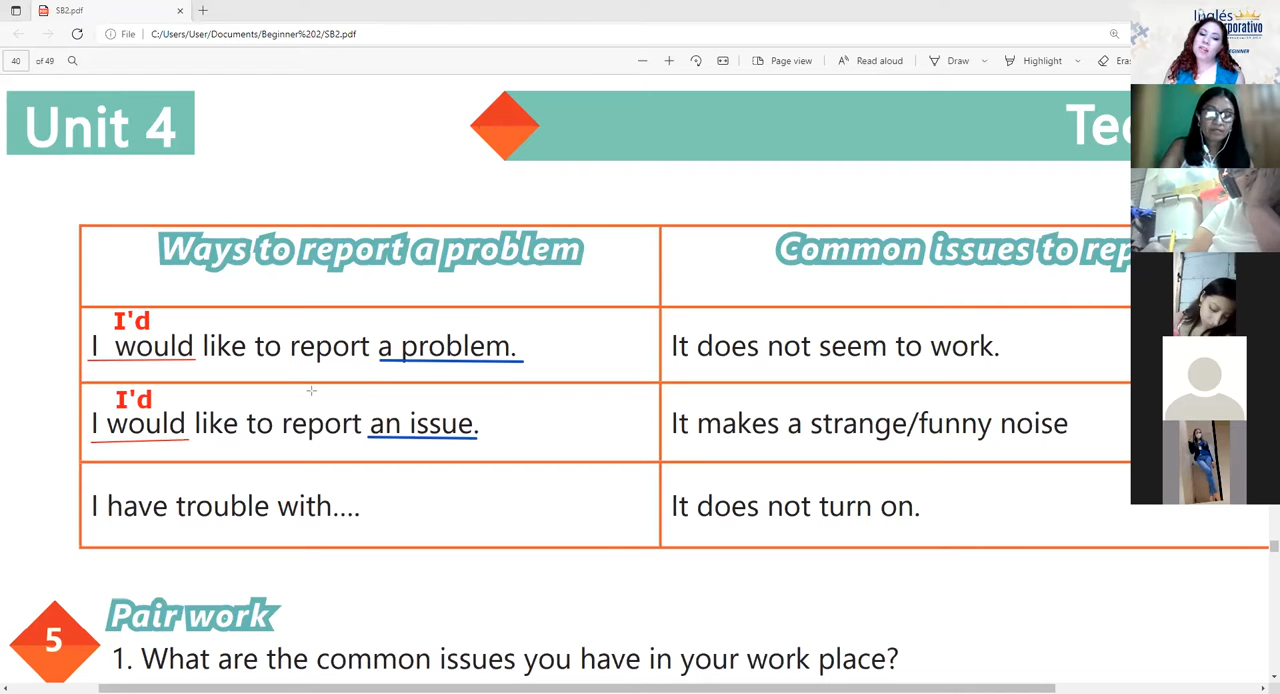 SB2.pdf
File C:/Users/User/Documents/Beginner%202/SB2.pdf
40 of 49 Page view Read aloud Draw Highlight
Inglés
BEGINNER
Unit 4
Ways to report a problem
Common issues to rep
I'd
I would like to report a problem.
It does not seem to work.
I'd
I would like to report an issue.
It makes a strange/funny noise
I have trouble with....
It does not turn on.
5
Pair work
1. What are the common issues you have in your work place?